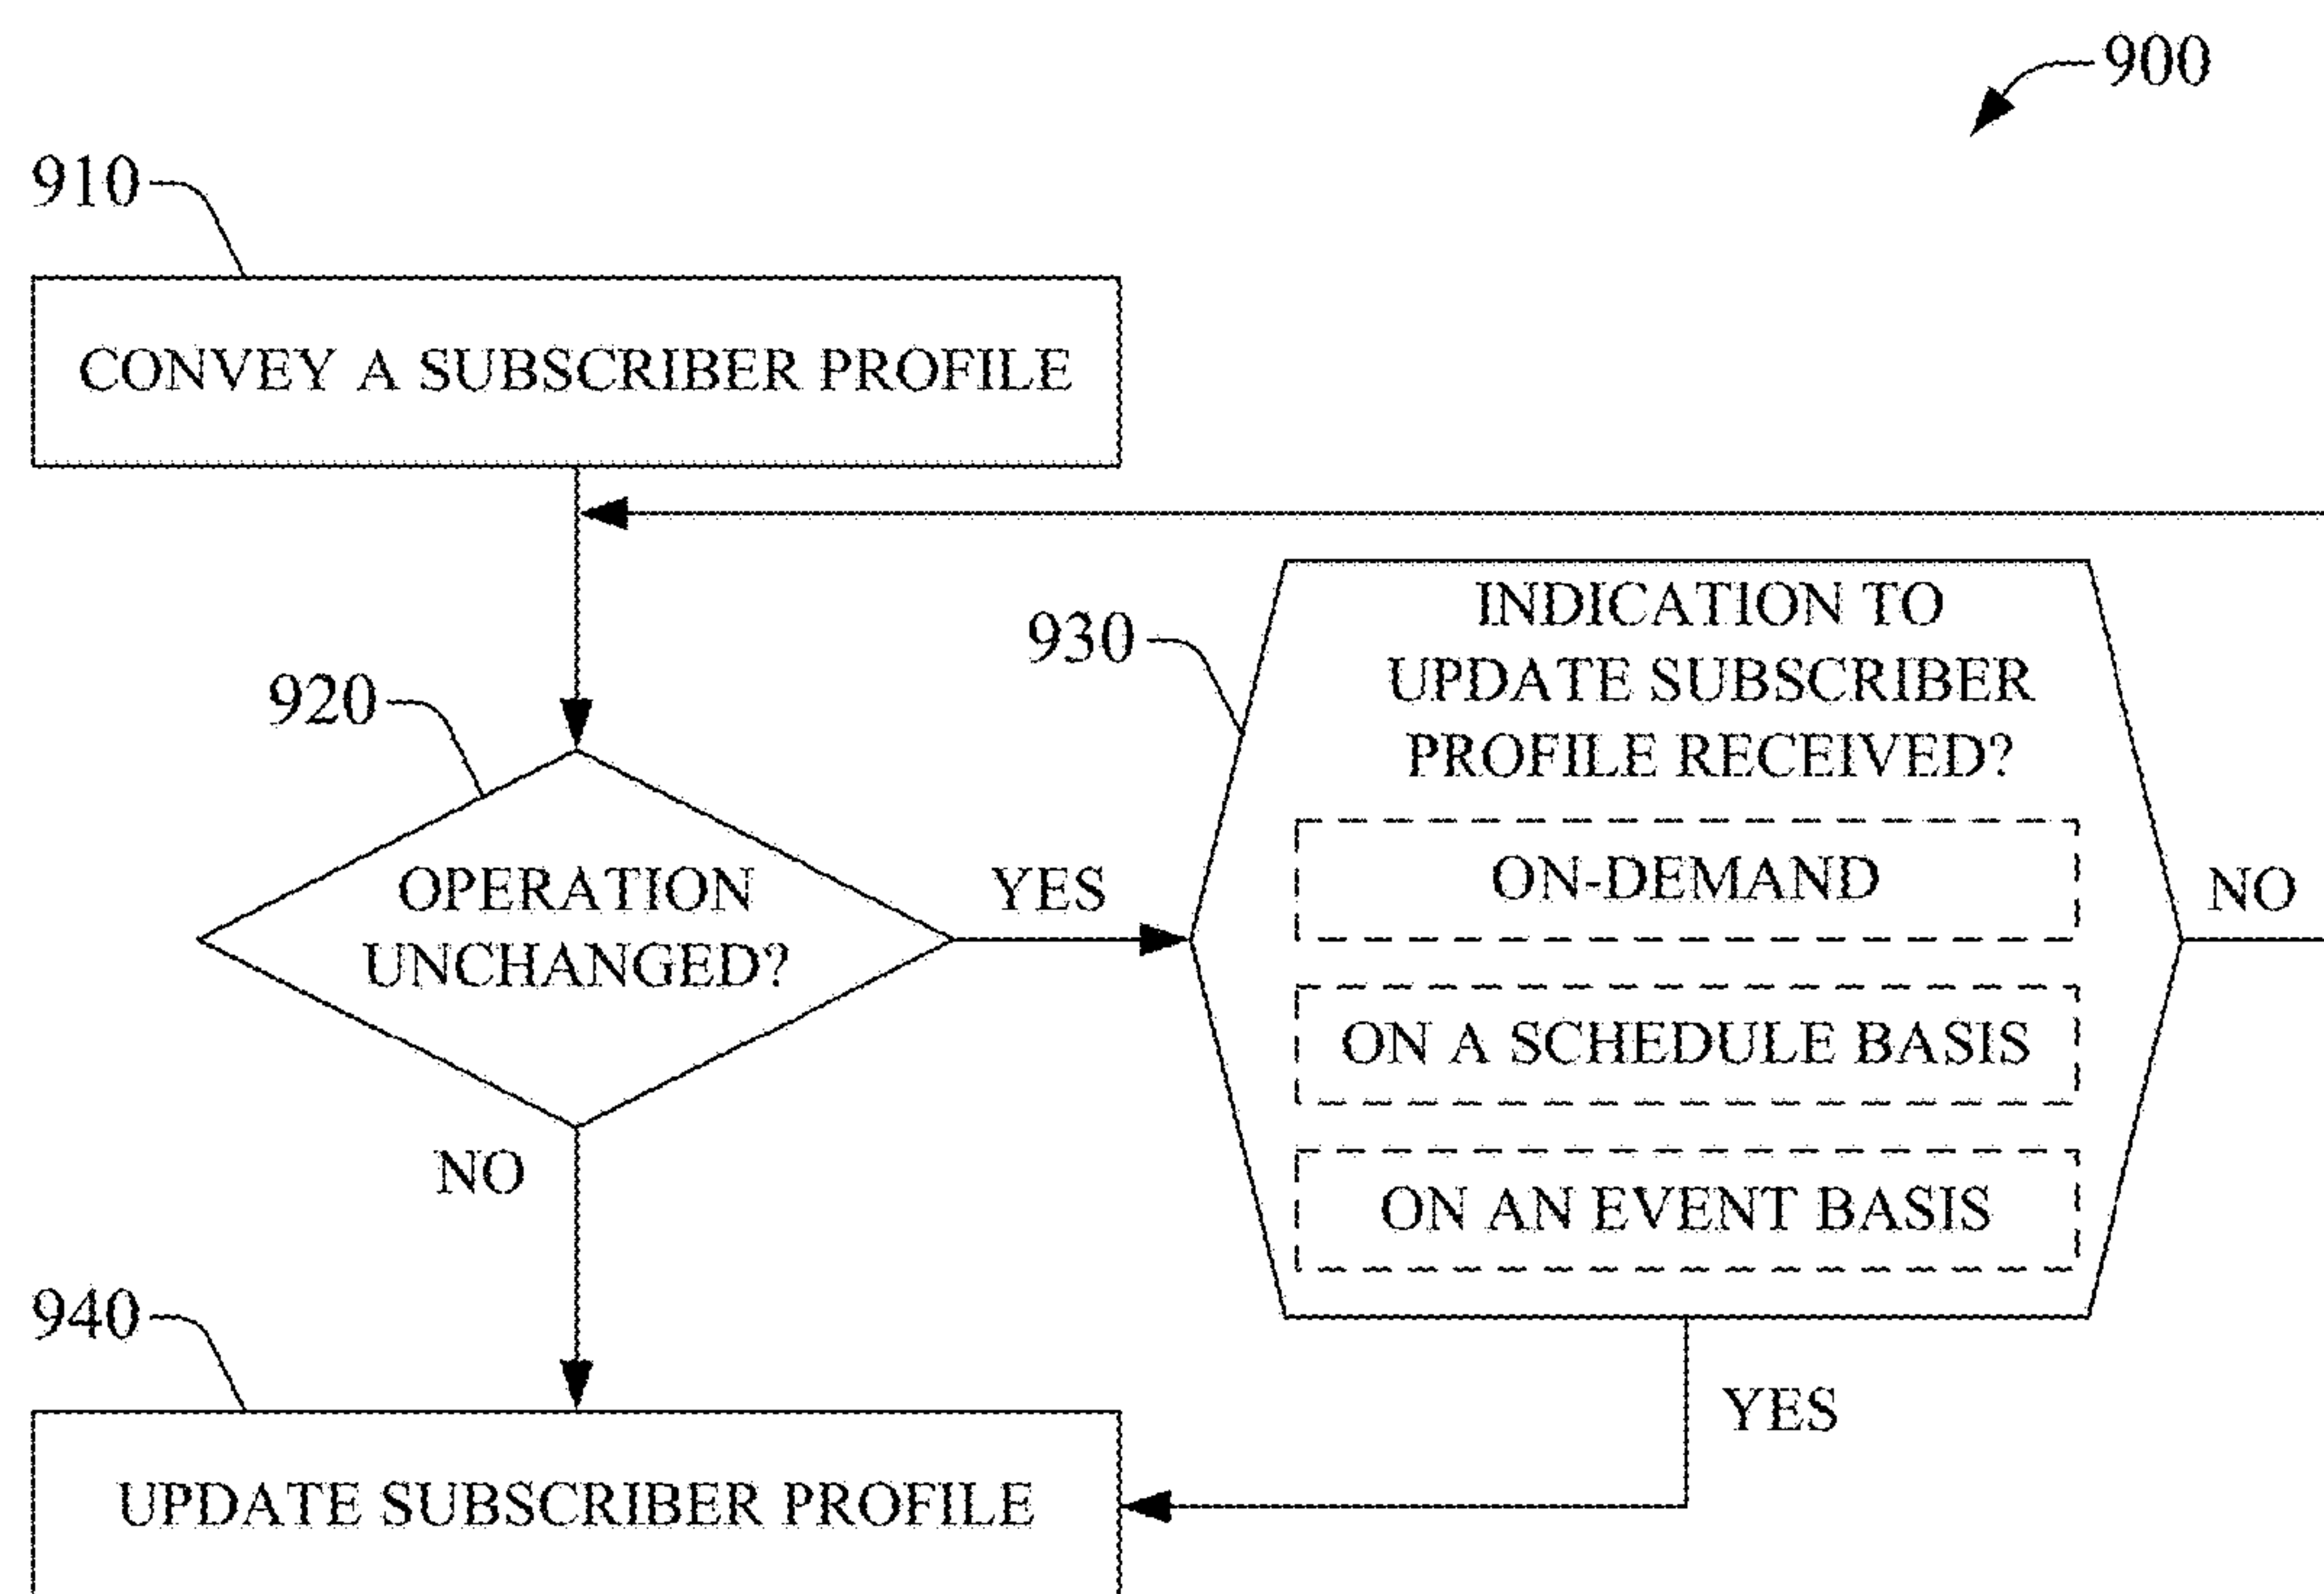 900
910
CONVEY A SUBSCRIBER PROFILE
930
INDICATION TO
UPDATE SUBSCRIBER
PROFILE RECEIVED?
920
OPERATION
UNCHANGED?
YES
ON-DEMAND
NO
ON A SCHEDULE BASIS
ON AN EVENT BASIS
NO
940
YES
UPDATE SUBSCRIBER PROFILE